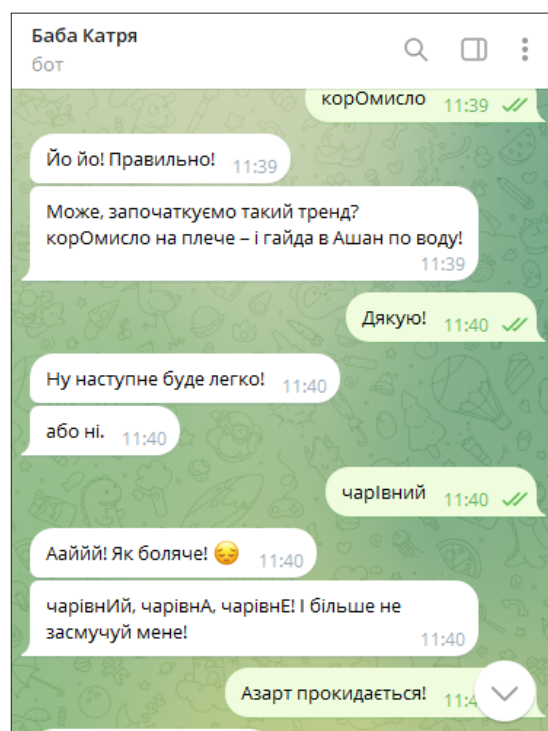 Баба Катря
бот
корОмисло 11:39
Йо йо! Правильно! 11:39
Може, започаткуємо такий тренд?
корОмисло на плече – і гайда в Ашан по воду!
11:39
Дякую! 11:40
Ну наступне буде легко! 11:40
або ні. 11:40
чарІвний 11:40
Ааййй! Як боляче! 😔 11:40
чарівнИй, чарівнА, чарівнЕ! І більше не
засмучуй мене! 11:40
Азарт прокидається!